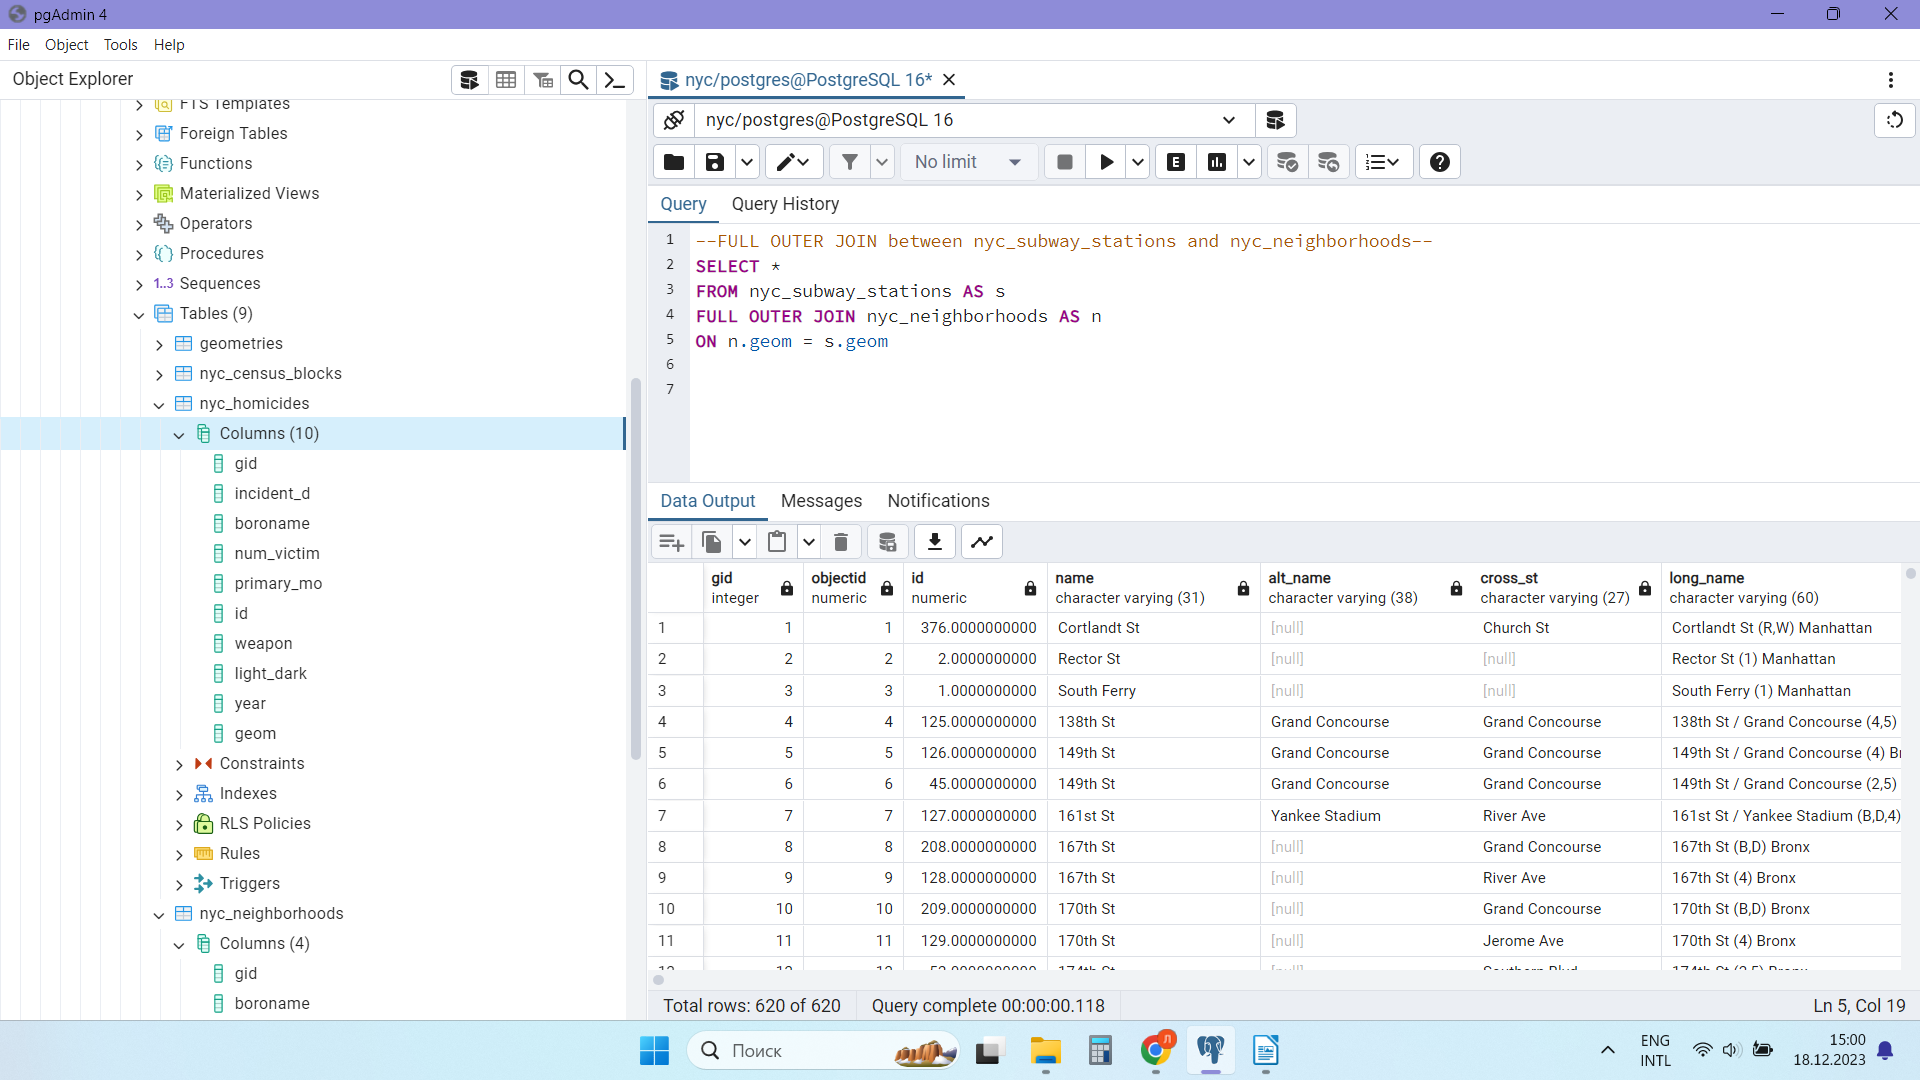 pgAdmin 4
File Object Tools Help
Object Explorer
nyc/postgres@PostgreSQL 16*
FTS Templates
Foreign Tables
Functions
Materialized Views
Operators
Procedures
1..3 Sequences
Tables (9)
geometries
nyc_census_blocks
nyc_homicides
Columns (10)
gid
incident_d
boroname
num_victim
primary_mo
id
weapon
light_dark
year
geom
Constraints
Indexes
RLS Policies
Rules
Triggers
nyc_neighborhoods
Columns (4)
gid
boroname
nyc/postgres@PostgreSQL 16
No limit
E
Query Query History
1 --FULL OUTER JOIN between nyc_subway_stations and nyc_neighborhoods--
2 SELECT *
3 FROM nyc_subway_stations AS s
4 FULL OUTER JOIN nyc_neighborhoods AS n
5 ON n.geom = s.geom
6
7
Data Output Messages Notifications
gid objectid id name alt_name cross_st long_name
integer numeric numeric character varying (31) character varying (38) character varying (27) character varying (60)
1 1 1 376.0000000000 Cortlandt St [null] Church St Cortlandt St (R,W) Manhattan
2 2 2 2.0000000000 Rector St [null] [null] Rector St (1) Manhattan
3 3 3 1.0000000000 South Ferry [null] [null] South Ferry (1) Manhattan
4 4 4 125.0000000000 138th St Grand Concourse Grand Concourse 138th St / Grand Concourse (4,5)
5 5 5 126.0000000000 149th St Grand Concourse Grand Concourse 149th St / Grand Concourse (4) B
6 6 6 45.0000000000 149th St Grand Concourse Grand Concourse 149th St / Grand Concourse (2,5)
7 7 7 127.0000000000 161st St Yankee Stadium River Ave 161st St / Yankee Stadium (B,D,4)
8 8 8 208.0000000000 167th St [null] Grand Concourse 167th St (B,D) Bronx
9 9 9 128.0000000000 167th St [null] River Ave 167th St (4) Bronx
10 10 10 209.0000000000 170th St [null] Grand Concourse 170th St (B,D) Bronx
11 11 11 129.0000000000 170th St [null] Jerome Ave 170th St (4) Bronx
Total rows: 620 of 620 Query complete 00:00:00.118 Ln 5, Col 19
Поиск
Л
ENG
INTL
15:00
18.12.2023